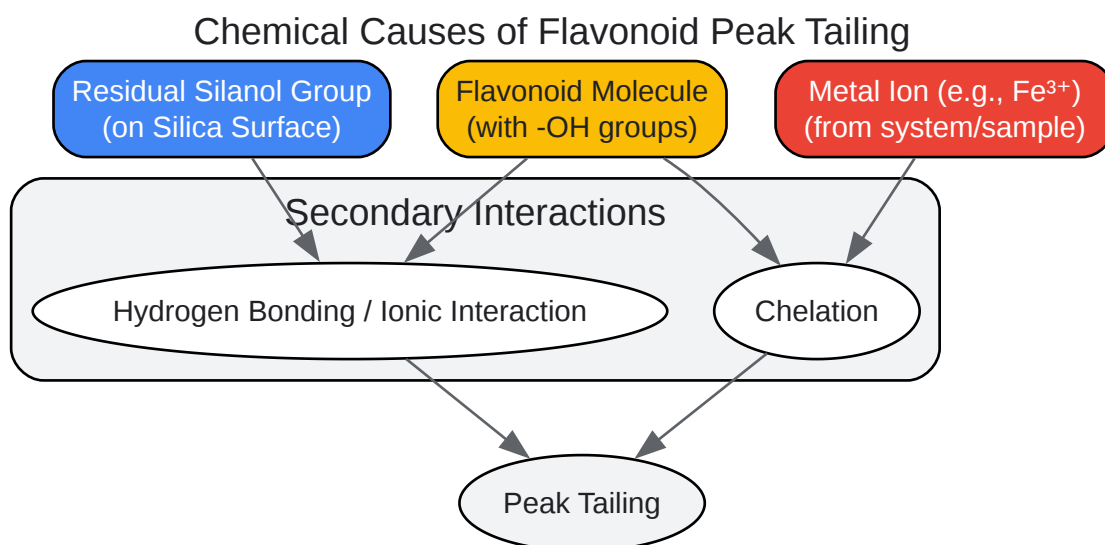 Chemical Causes of Flavonoid Peak Tailing
Residual Silanol Group
(on Silica Surface)
Flavonoid Molecule
(with -OH groups)
Metal Ion (e.g., Fe³⁺)
(from system/sample)
Secondary Interactions
Hydrogen Bonding / Ionic Interaction
Chelation
Peak Tailing